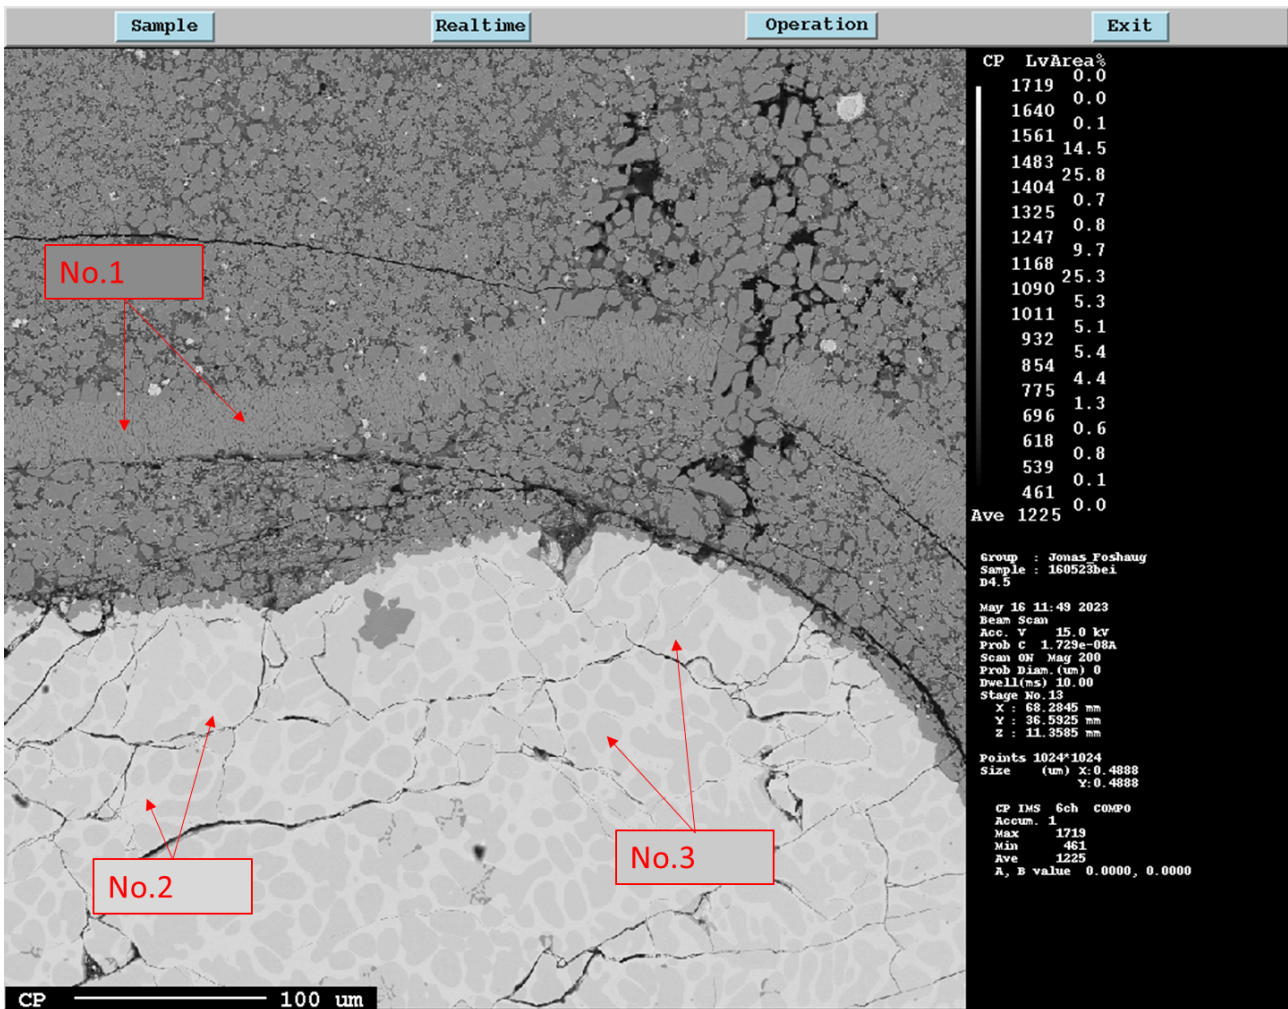 Sample Realtime Operation Exit
CP LvArea%
0.0
1719
0.0
1640
0.1
1561
14.5
1483
25.8
1404
0.7
1325
0.8
1247
9.7
1168
25.3
1090
5.3
1011
5.1
932
5.4
854
4.4
775
1.3
696
0.6
618
0.8
539
0.1
461
0.0
Ave 1225
Group : Jonas_Foshaug
Sample : 160523bei
D4.5
May 16 11:49 2023
Beam Scan
Acc. V 15.0 kV
Prob C 1.729e-08A
Scan ON Mag 200
Prob Diam.(um) 0
Dwell(ms) 10.00
Stage No.13
X : 68.2845 mm
Y : 36.5925 mm
Z : 11.3585 mm
Points 1024*1024
Size (um) X:0.4888
Y:0.4888
CP IMS 6ch COMPO
Accum. 1
Max 1719
Min 461
Ave 1225
A, B value 0.0000, 0.0000
No.1
No.3
No.2
CP 100 um